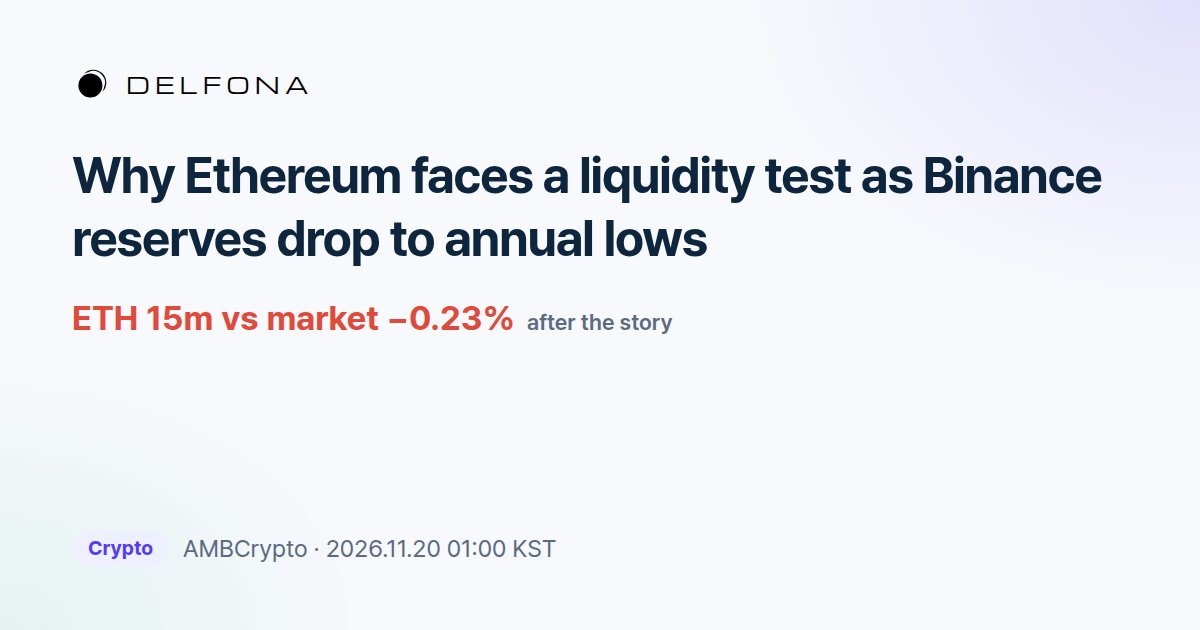 DELFONA
Why Ethereum faces a liquidity test as Binance
reserves drop to annual lows
ETH 15m vs market −0.23% after the story
Crypto AMBCrypto · 2026.11.20 01:00 KST